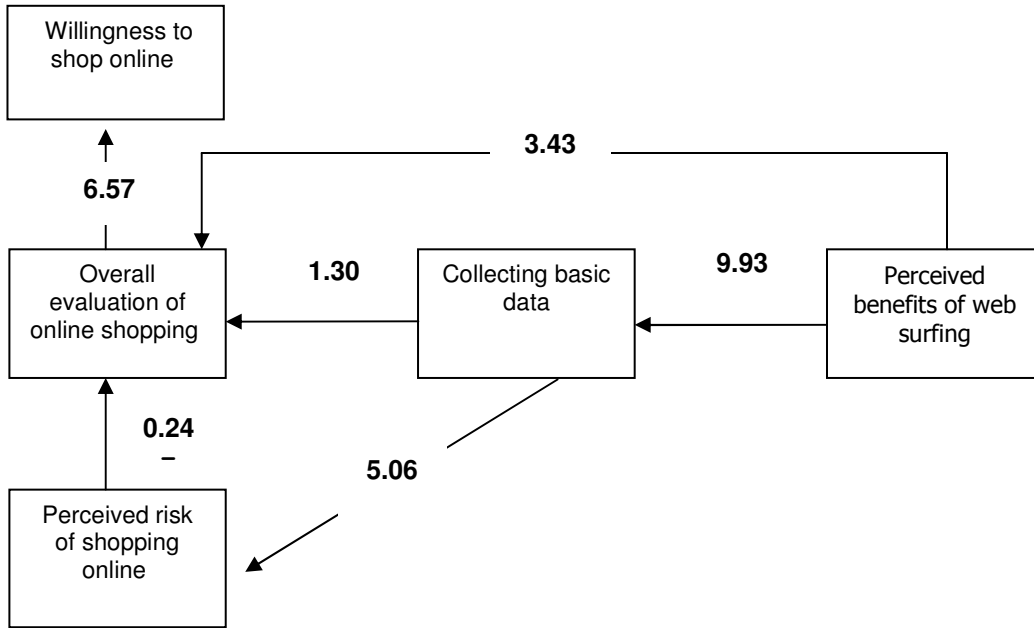 Willingness to
shop online
3.43
6.57
Overall
evaluation of
online shopping
1.30
Collecting basic
data
9.93
Perceived
benefits of web
surfing
0.24
–
5.06
Perceived risk
of shopping
online